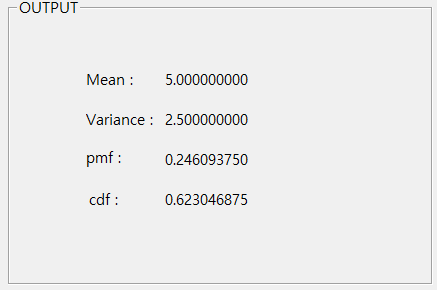 OUTPUT
Mean : 5.000000000
Variance : 2.500000000
pmf : 0.246093750
cdf : 0.623046875